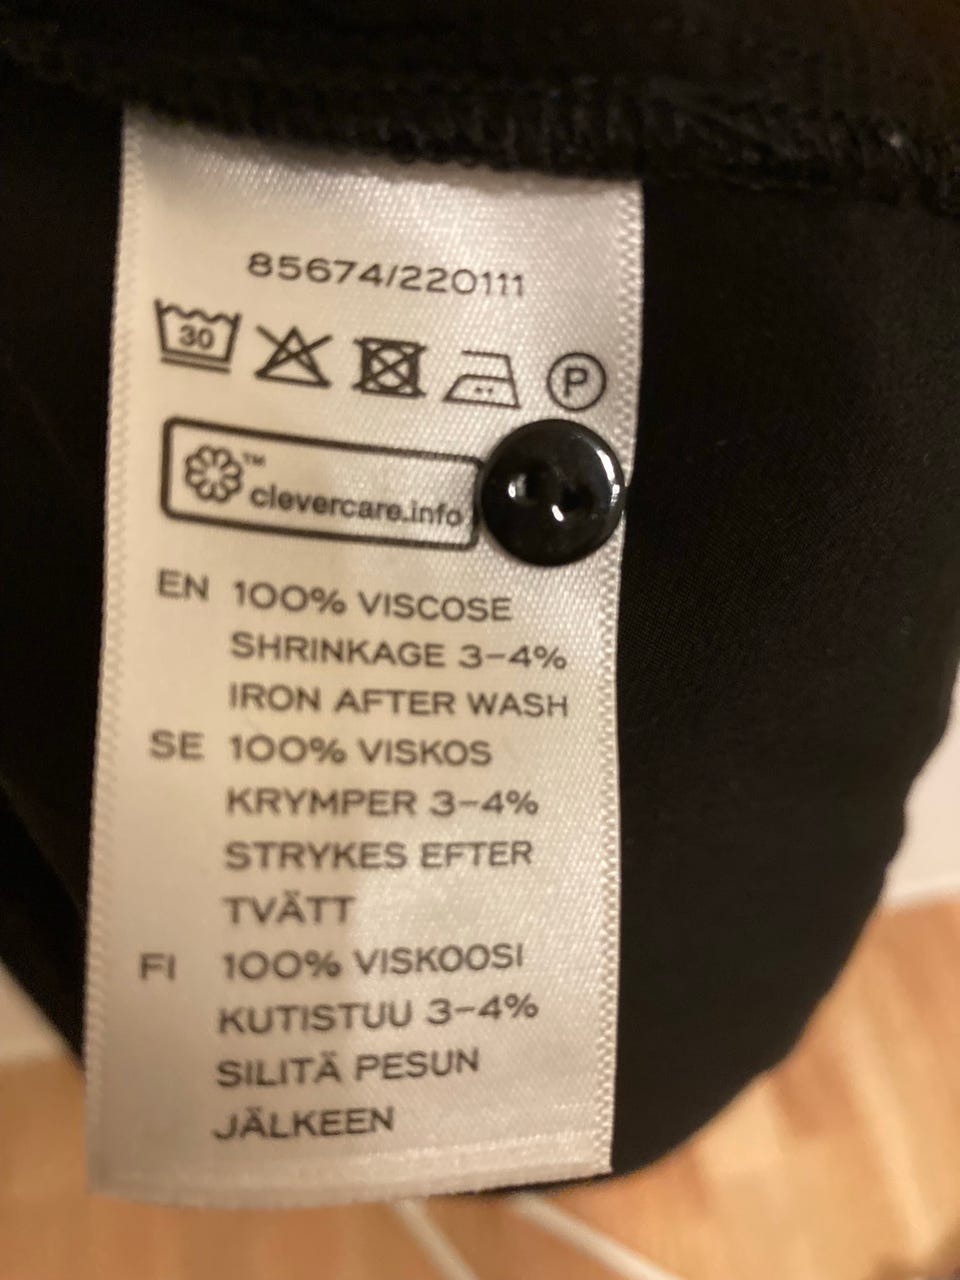 85674/220111
30
P
™
clevercare.info
EN 100% VISCOSE
SHRINKAGE 3–4%
IRON AFTER WASH
SE 100% VISKOS
KRYMPER 3–4%
STRYKES EFTER
TVÄTT
FI 100% VISKOOSI
KUTISTUU 3–4%
SILITÄ PESUN
JÄLKEEN